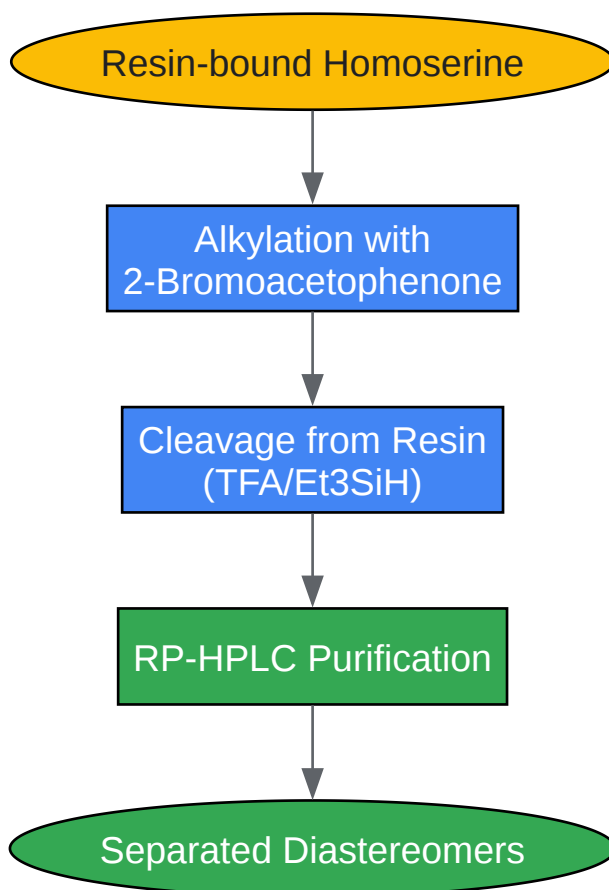 Resin-bound Homoserine
Alkylation with
2-Bromoacetophenone
Cleavage from Resin
(TFA/Et3SiH)
RP-HPLC Purification
Separated Diastereomers